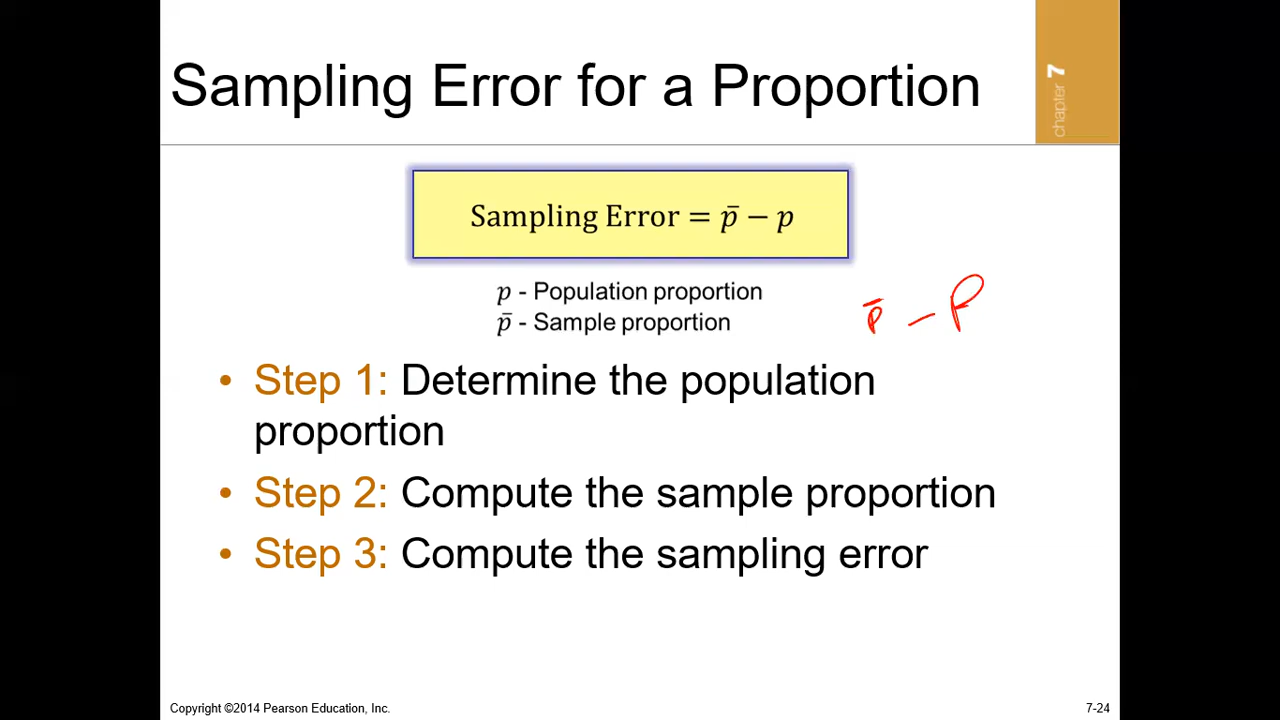 Sampling Error for a Proportion
chapter 7
Sampling Error = p̄ − p
p - Population proportion
p̄ - Sample proportion
p̄ − P
• Step 1: Determine the population
proportion
• Step 2: Compute the sample proportion
• Step 3: Compute the sampling error
Copyright ©2014 Pearson Education, Inc.
7-24